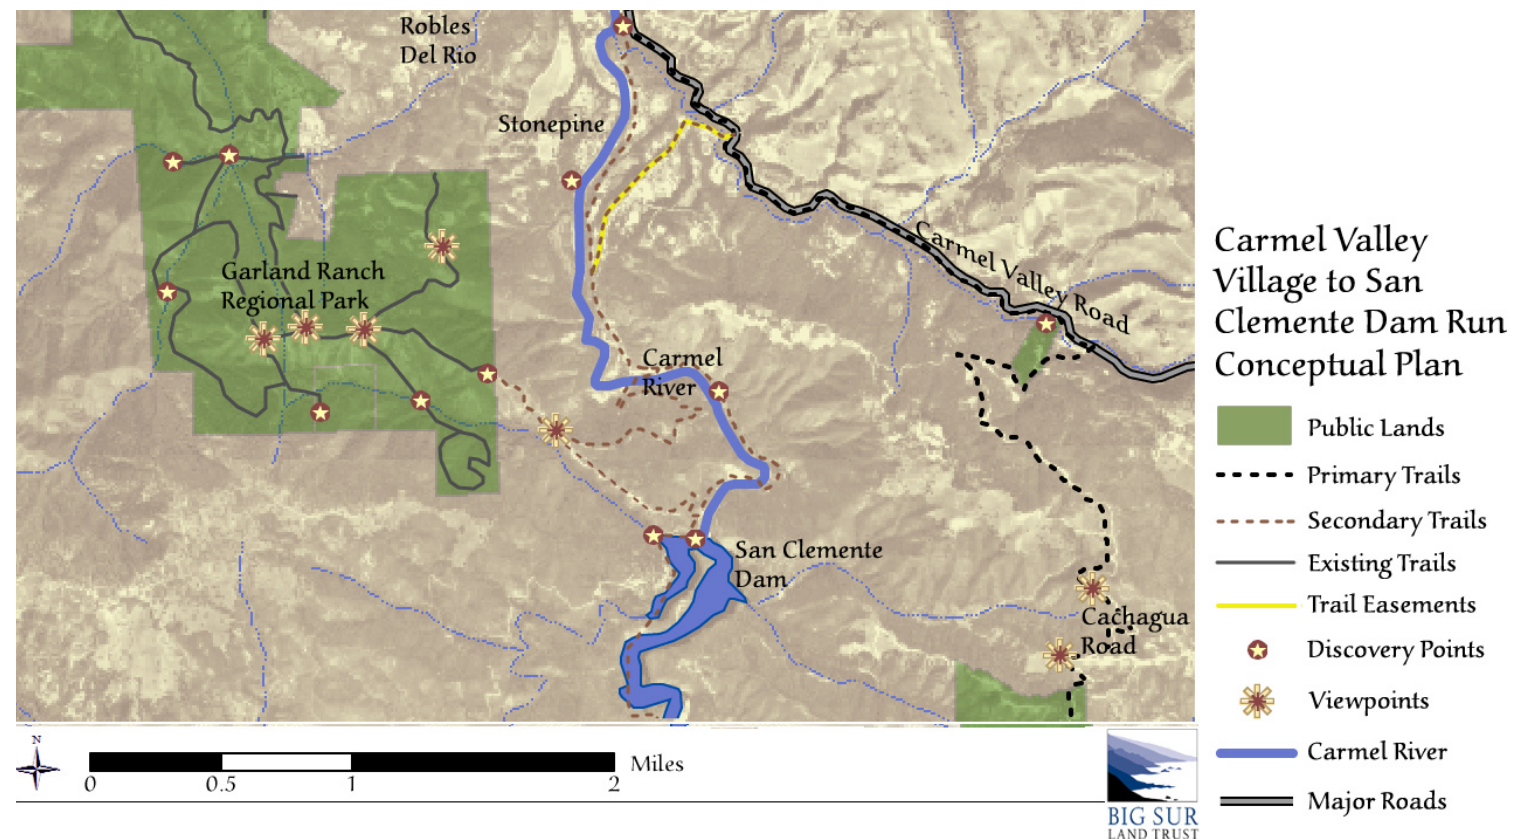 Robles
Del Rio
Stonepine
Garland Ranch
Regional Park
Carmel Valley Road
Carmel
River
San Clemente
Dam
Cachagua
Road
Carmel Valley
Village to San
Clemente Dam Run
Conceptual Plan
Public Lands
Primary Trails
Secondary Trails
Existing Trails
Trail Easements
Discovery Points
Viewpoints
Carmel River
Major Roads
N
0 0.5 1 2 Miles
BIG SUR
LAND TRUST